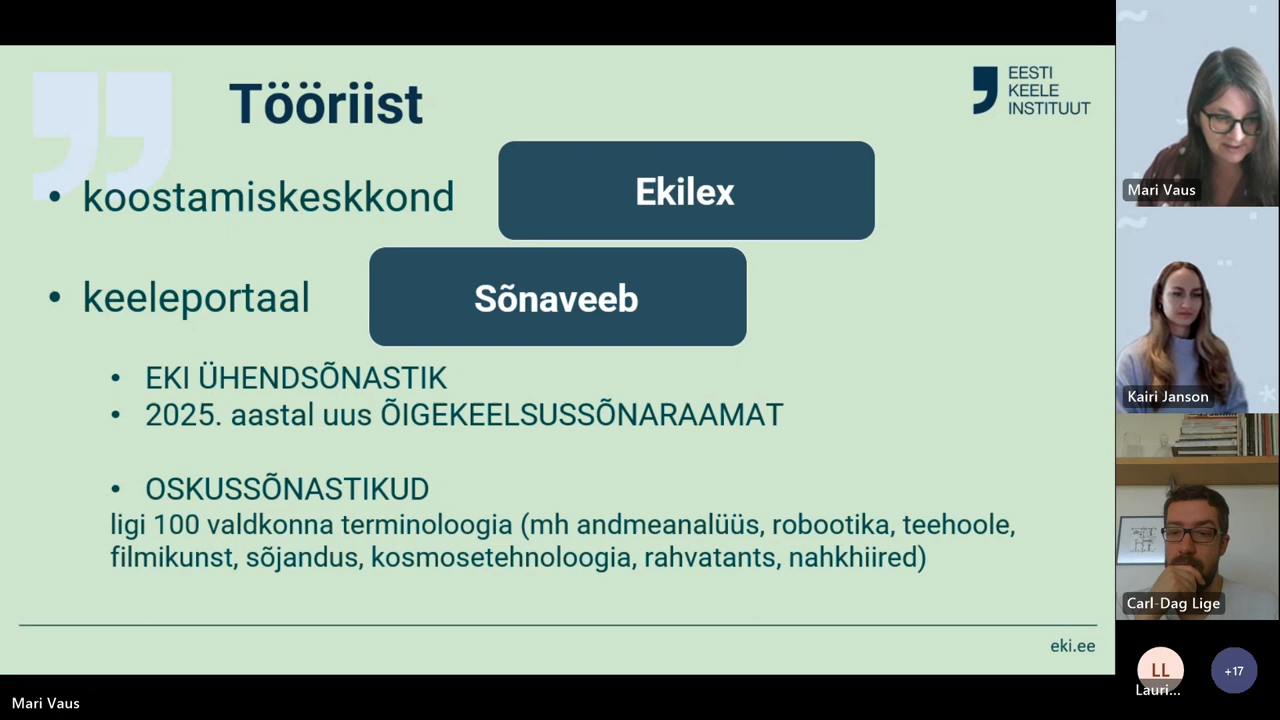 Tööriist
EESTI
KEELE
INSTITUUT
• koostamiskeskkond
Ekilex
• keeleportaal
Sõnaveeb
• EKI ÜHENDSÕNASTIK
• 2025. aastal uus ÕIGEKEELSUSSÕNARAAMAT
• OSKUSSÕNASTIKUD
ligi 100 valdkonna terminoloogia (mh andmeanalüüs, robootika, teehoole,
filmikunst, sõjandus, kosmosetehnoloogia, rahvatants, nahkhiired)
eki.ee
Mari Vaus
Mari Vaus
Kairi Janson
Carl-Dag Lige
LL
Lauri...
+17